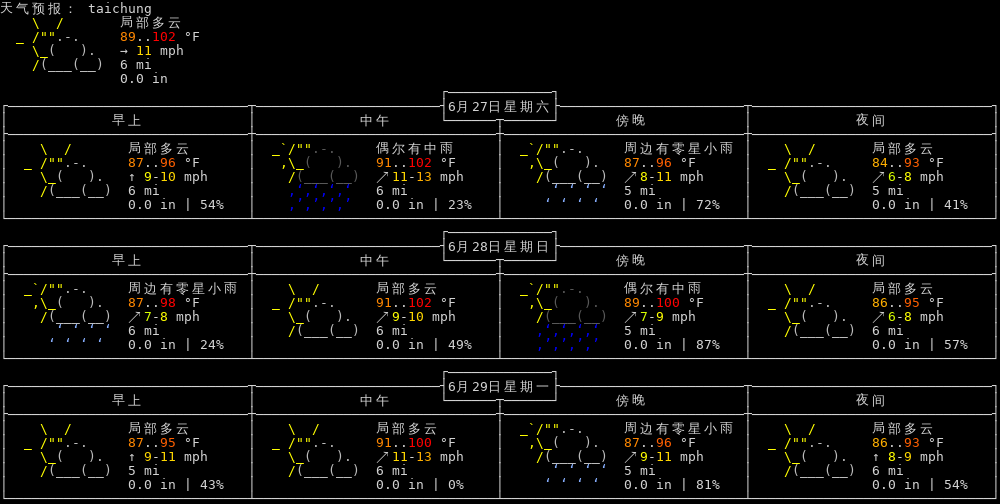 天气预报： taichung
局部多云
89..102 °F
→ 11 mph
6 mi
0.0 in
6月27日星期六
早上 中午 傍晚 夜间
局部多云 偶尔有中雨 周边有零星小雨 局部多云
87..96 °F 91..102 °F 87..96 °F 84..93 °F
↑ 9-10 mph ↗ 11-13 mph ↗ 8-11 mph ↗ 6-8 mph
6 mi 6 mi 5 mi 5 mi
0.0 in | 54% 0.0 in | 23% 0.0 in | 72% 0.0 in | 41%
6月28日星期日
早上 中午 傍晚 夜间
周边有零星小雨 局部多云 偶尔有中雨 局部多云
87..98 °F 91..102 °F 89..100 °F 86..95 °F
↗ 7-8 mph ↗ 9-10 mph ↗ 7-9 mph ↗ 6-8 mph
6 mi 6 mi 5 mi 6 mi
0.0 in | 24% 0.0 in | 49% 0.0 in | 87% 0.0 in | 57%
6月29日星期一
早上 中午 傍晚 夜间
局部多云 局部多云 周边有零星小雨 局部多云
87..95 °F 91..100 °F 87..96 °F 86..93 °F
↑ 9-11 mph ↗ 11-13 mph ↗ 9-11 mph ↑ 8-9 mph
5 mi 6 mi 5 mi 6 mi
0.0 in | 43% 0.0 in | 0% 0.0 in | 81% 0.0 in | 54%